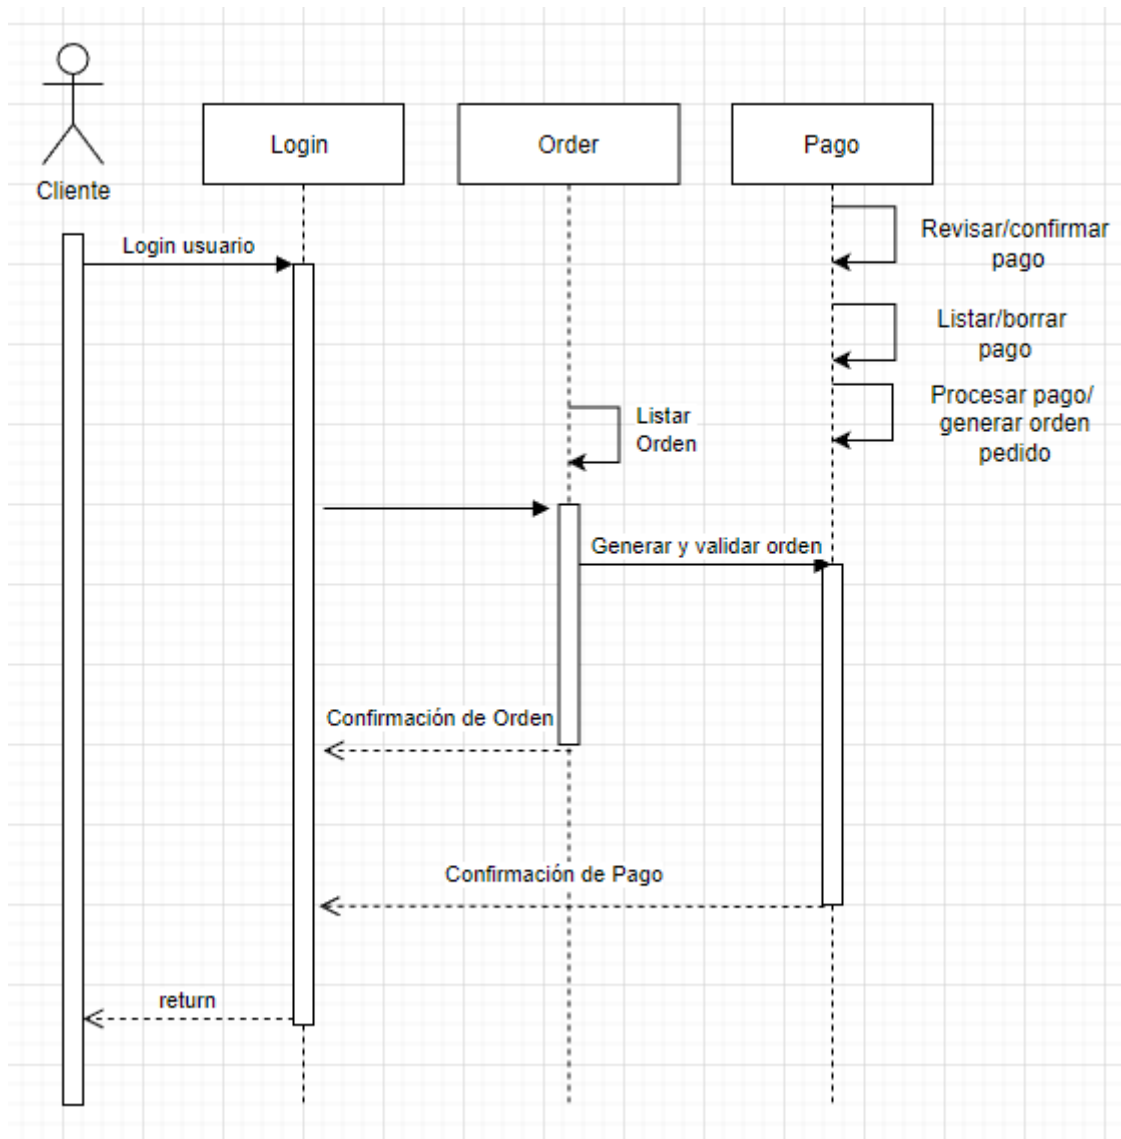 Cliente
Login
Order
Pago
Login usuario
Revisar/confirmar
pago
Listar/borrar
pago
Procesar pago/
generar orden
pedido
Listar
Orden
Generar y validar orden
Confirmación de Orden
Confirmación de Pago
return